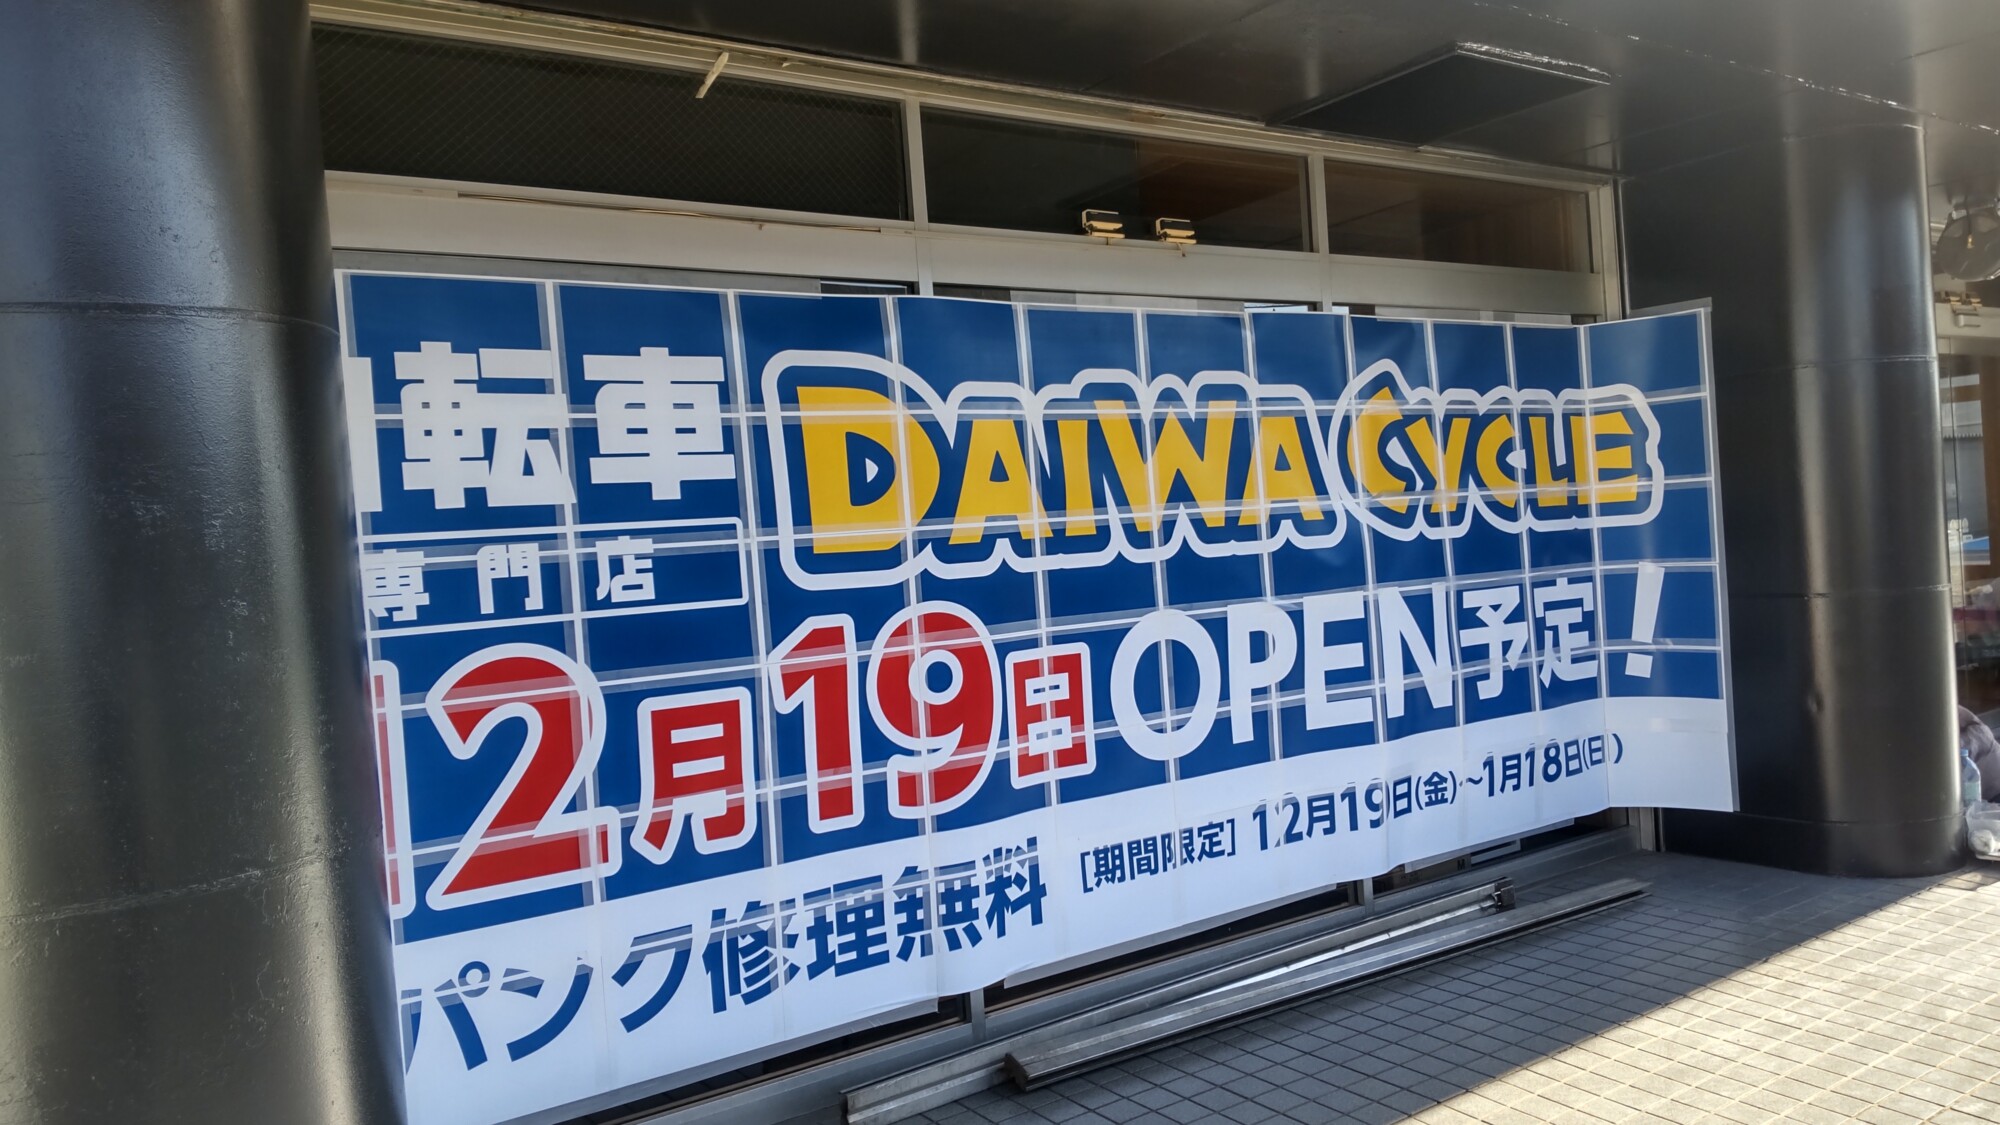 自転車
専門店
DAIWA CYCLE
12月19日OPEN予定!
パンク修理無料 [期間限定] 12月19日(金)~1月18日(日)